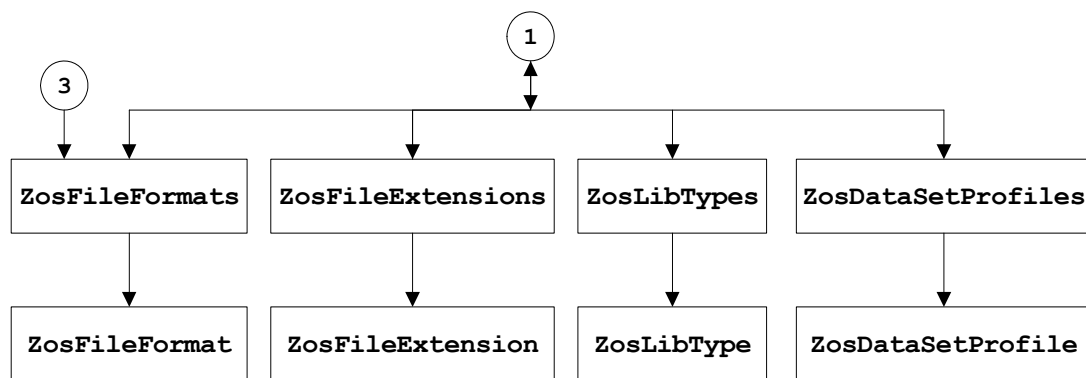 1
3
ZosFileFormats
ZosFileExtensions
ZosLibTypes
ZosDataSetProfiles
ZosFileFormat
ZosFileExtension
ZosLibType
ZosDataSetProfile